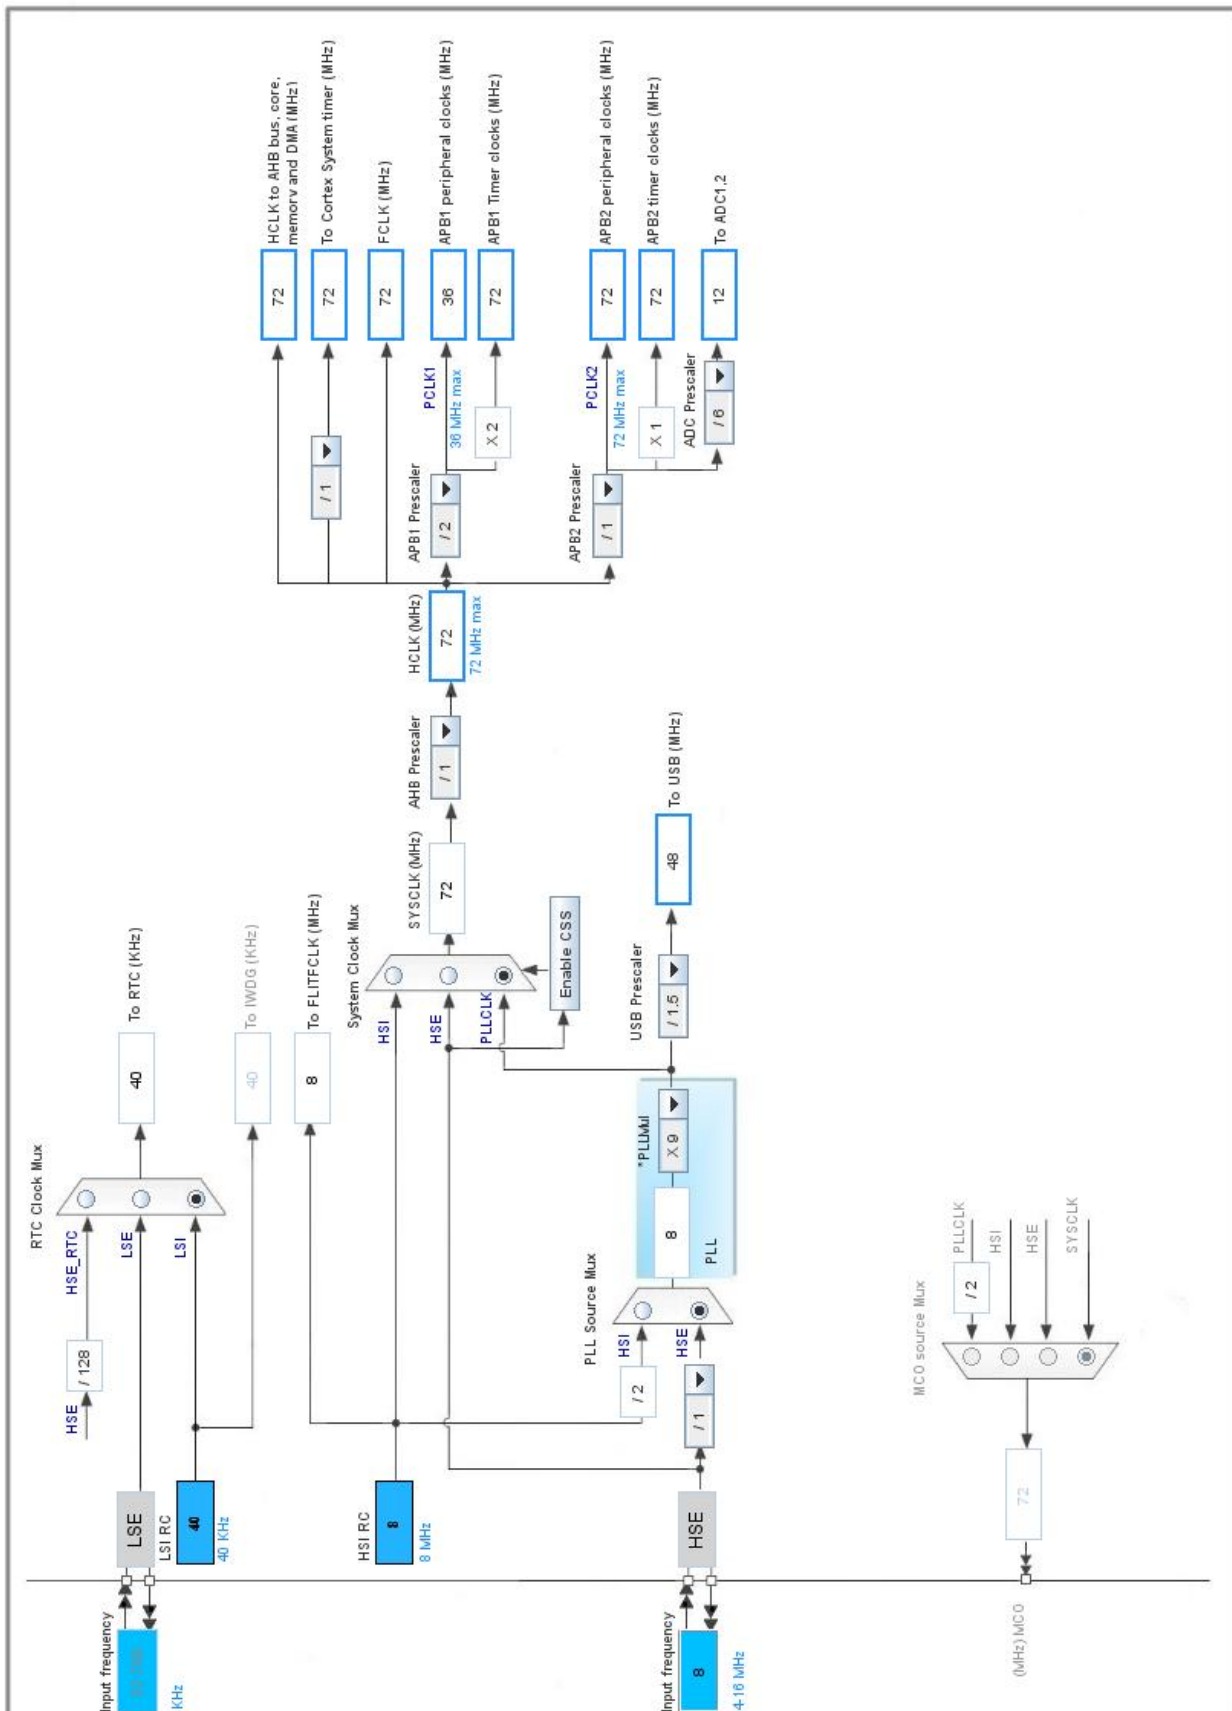 Input frequency
KHz
LSE
LSI RC
40
40 KHz
HSE
/ 128
HSE_RTC
LSE
LSI
RTC Clock Mux
40
To RTC (KHz)
40
To IWDG (KHz)
HSI RC
8
8 MHz
8
To FLITFCLK (MHz)
HSI
HSE
PLLCLK
System Clock Mux
Enable CSS
SYSCLK (MHz)
72
AHB Prescaler
/ 1
HCLK (MHz)
72
72 MHz max
72
HCLK to AHB bus, core,
memory and DMA (MHz)
/ 1
72
To Cortex System timer (MHz)
72
FCLK (MHz)
APB1 Prescaler
/ 2
PCLK1
36 MHz max
36
APB1 peripheral clocks (MHz)
X 2
72
APB1 Timer clocks (MHz)
APB2 Prescaler
/ 1
PCLK2
72 MHz max
72
APB2 peripheral clocks (MHz)
X 1
72
APB2 timer clocks (MHz)
ADC Prescaler
/ 6
12
To ADC1,2
Input frequency
8
4-16 MHz
HSE
/ 2
/ 1
HSI
HSE
PLL Source Mux
8
*PLLMul
X 9
PLL
USB Prescaler
/ 1.5
48
To USB (MHz)
(MHz) MCO
72
MCO source Mux
/ 2
PLLCLK
HSI
HSE
SYSCLK